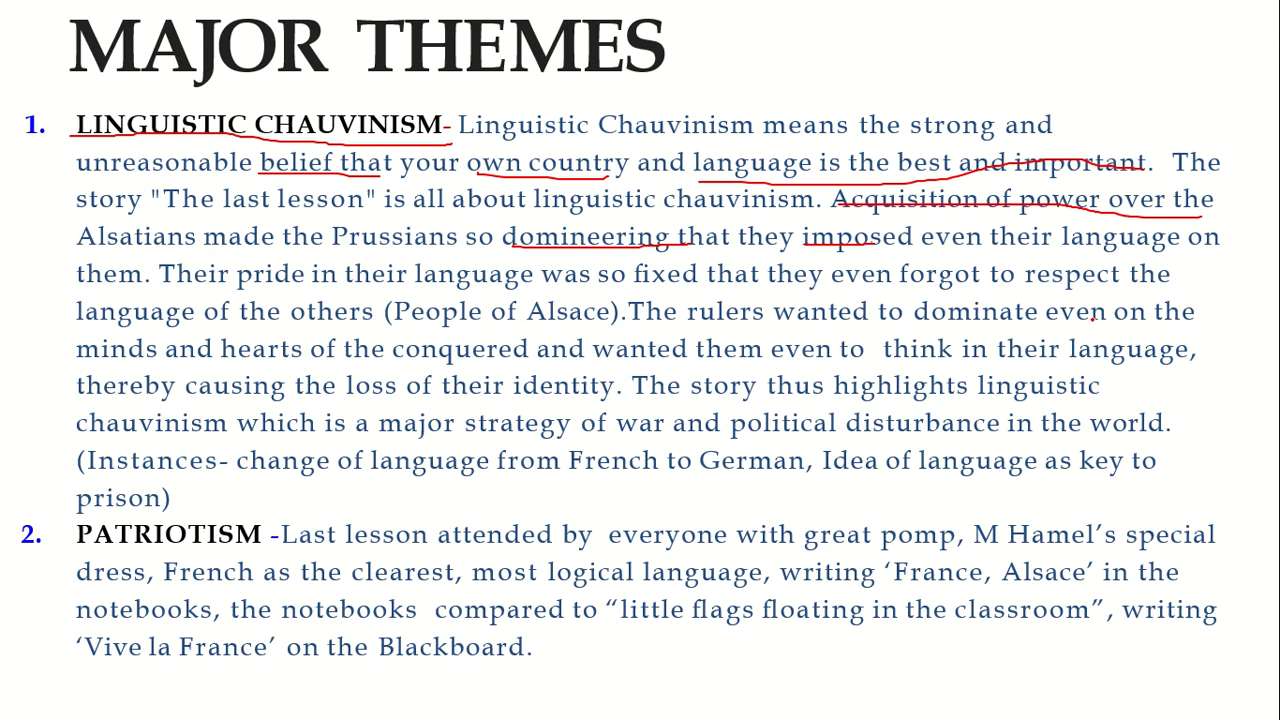 MAJOR THEMES
1. LINGUISTIC CHAUVINISM- Linguistic Chauvinism means the strong and
unreasonable belief that your own country and language is the best and important. The
story "The last lesson" is all about linguistic chauvinism. Acquisition of power over the
Alsatians made the Prussians so domineering that they imposed even their language on
them. Their pride in their language was so fixed that they even forgot to respect the
language of the others (People of Alsace).The rulers wanted to dominate even on the
minds and hearts of the conquered and wanted them even to think in their language,
thereby causing the loss of their identity. The story thus highlights linguistic
chauvinism which is a major strategy of war and political disturbance in the world.
(Instances- change of language from French to German, Idea of language as key to
prison)
2. PATRIOTISM -Last lesson attended by everyone with great pomp, M Hamel’s special
dress, French as the clearest, most logical language, writing ‘France, Alsace’ in the
notebooks, the notebooks compared to “little flags floating in the classroom”, writing
‘Vive la France’ on the Blackboard.